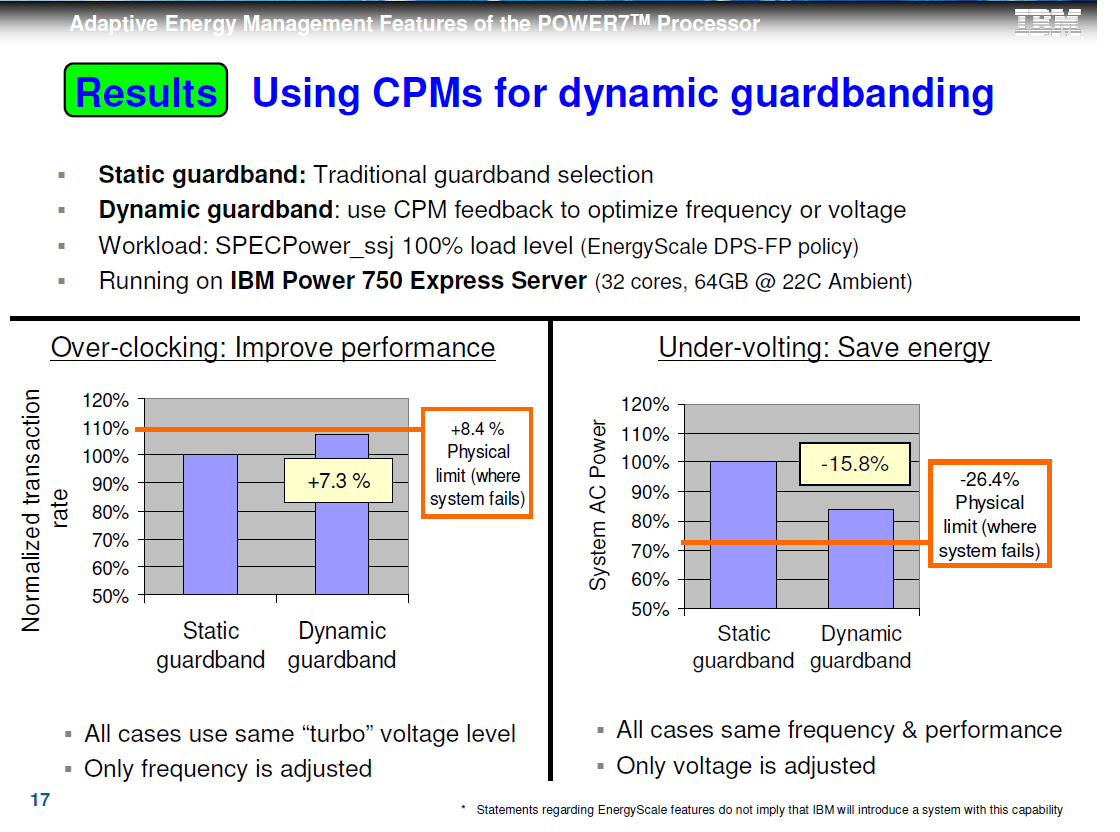 Adaptive Energy Management Features of the POWER7™ Processor
IBM
Results Using CPMs for dynamic guardbanding
▪ Static guardband: Traditional guardband selection
▪ Dynamic guardband: use CPM feedback to optimize frequency or voltage
▪ Workload: SPECPower_ssj 100% load level (EnergyScale DPS-FP policy)
▪ Running on IBM Power 750 Express Server (32 cores, 64GB @ 22C Ambient)
Over-clocking: Improve performance
Normalized transaction
rate
120%
110%
100%
90%
80%
70%
60%
50%
+7.3 %
+8.4 %
Physical
limit (where
system fails)
Static
guardband
Dynamic
guardband
▪ All cases use same “turbo” voltage level
▪ Only frequency is adjusted
Under-volting: Save energy
System AC Power
120%
110%
100%
90%
80%
70%
60%
50%
-15.8%
-26.4%
Physical
limit (where
system fails)
Static
guardband
Dynamic
guardband
▪ All cases same frequency & performance
▪ Only voltage is adjusted
17
* Statements regarding EnergyScale features do not imply that IBM will introduce a system with this capability